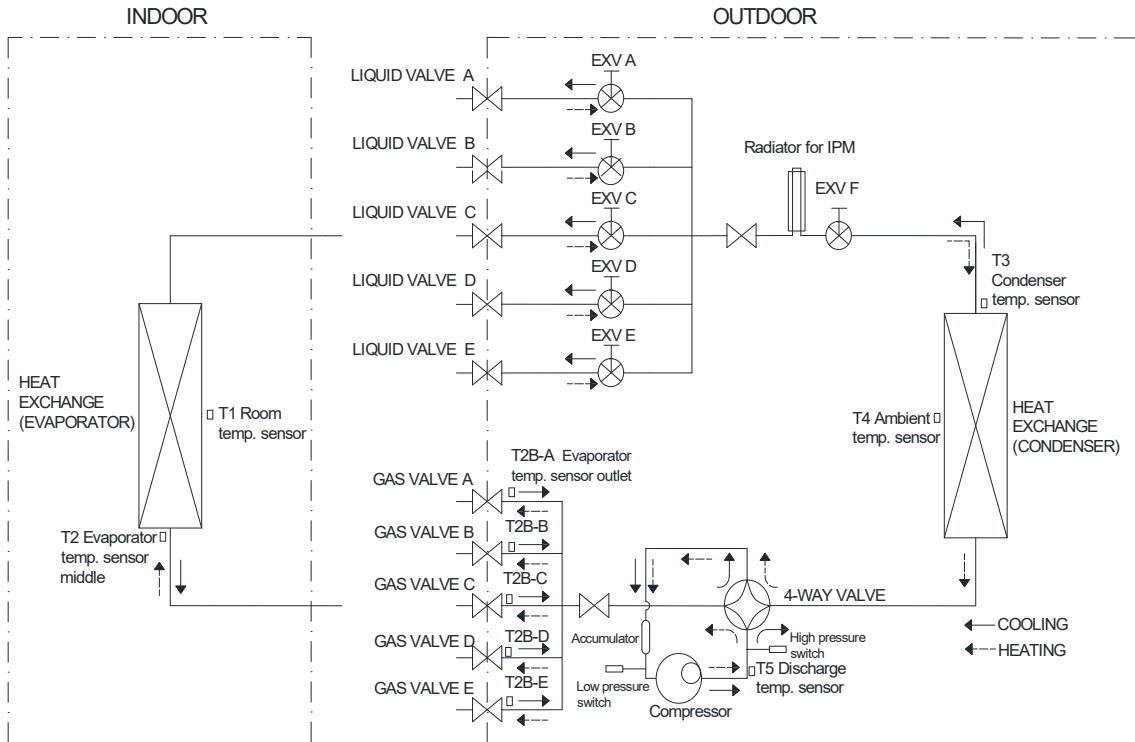 INDOOR
OUTDOOR
LIQUID VALVE A
EXV A
LIQUID VALVE B
EXV B
Radiator for IPM
LIQUID VALVE C
EXV C
EXV F
LIQUID VALVE D
EXV D
T3
Condenser
temp. sensor
LIQUID VALVE E
EXV E
HEAT
EXCHANGE
(EVAPORATOR)
T1 Room
temp. sensor
T4 Ambient
temp. sensor
HEAT
EXCHANGE
(CONDENSER)
T2 Evaporator
temp. sensor
middle
GAS VALVE A
T2B-A Evaporator
temp. sensor outlet
GAS VALVE B
T2B-B
GAS VALVE C
T2B-C
4-WAY VALVE
GAS VALVE D
T2B-D
Accumulator
High pressure
switch
COOLING
HEATING
GAS VALVE E
T2B-E
Low pressure
switch
Compressor
T5 Discharge
temp. sensor